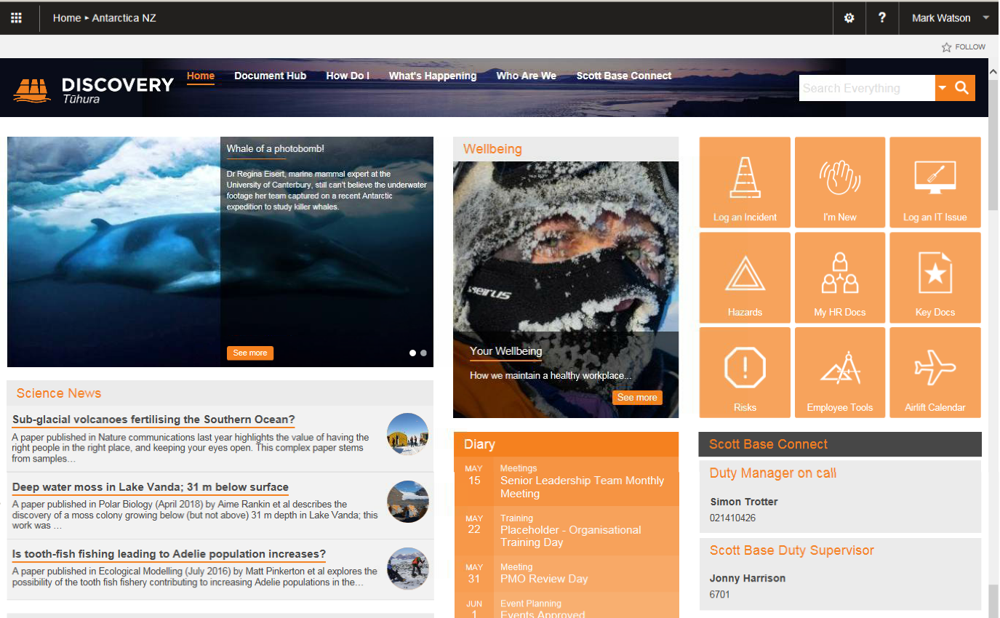 Home ▸ Antarctica NZ
?
Mark Watson
FOLLOW
DISCOVERY
Tūhura
Home
Document Hub
How Do I
What's Happening
Who Are We
Scott Base Connect
Search Everything
Whale of a photobomb!
Dr Regina Eisert, marine mammal expert at the
University of Canterbury, still can't believe the underwater
footage her team captured on a recent Antarctic
expedition to study killer whales.
See more
Science News
Sub-glacial volcanoes fertilising the Southern Ocean?
A paper published in Nature communications last year highlights the value of having the
right people in the right place, and keeping your eyes open. This complex paper stems
from samples...
Deep water moss in Lake Vanda; 31 m below surface
A paper published in Polar Biology (April 2018) by Aime Rankin et al describes the
discovery of a moss colony growing below (but not above) 31 m depth in Lake Vanda; this
work was ...
Is tooth-fish fishing leading to Adelie population increases?
A paper published in Ecological Modelling (July 2016) by Matt Pinkerton et al explores the
possibility of the tooth fish fishery contributing to increasing Adelie populations in the...
Wellbeing
seirus
Your Wellbeing
How we maintain a healthy workplace...
See more
Diary
MAY
15
Meetings
Senior Leadership Team Monthly
Meeting
MAY
22
Training
Placeholder - Organisational
Training Day
MAY
31
Meeting
PMO Review Day
JUN
1
Event Planning
Events Approved
Log an Incident
I'm New
Log an IT Issue
Hazards
My HR Docs
Key Docs
Risks
Employee Tools
Airlift Calendar
Scott Base Connect
Duty Manager on call
Simon Trotter
021410426
Scott Base Duty Supervisor
Jonny Harrison
6701